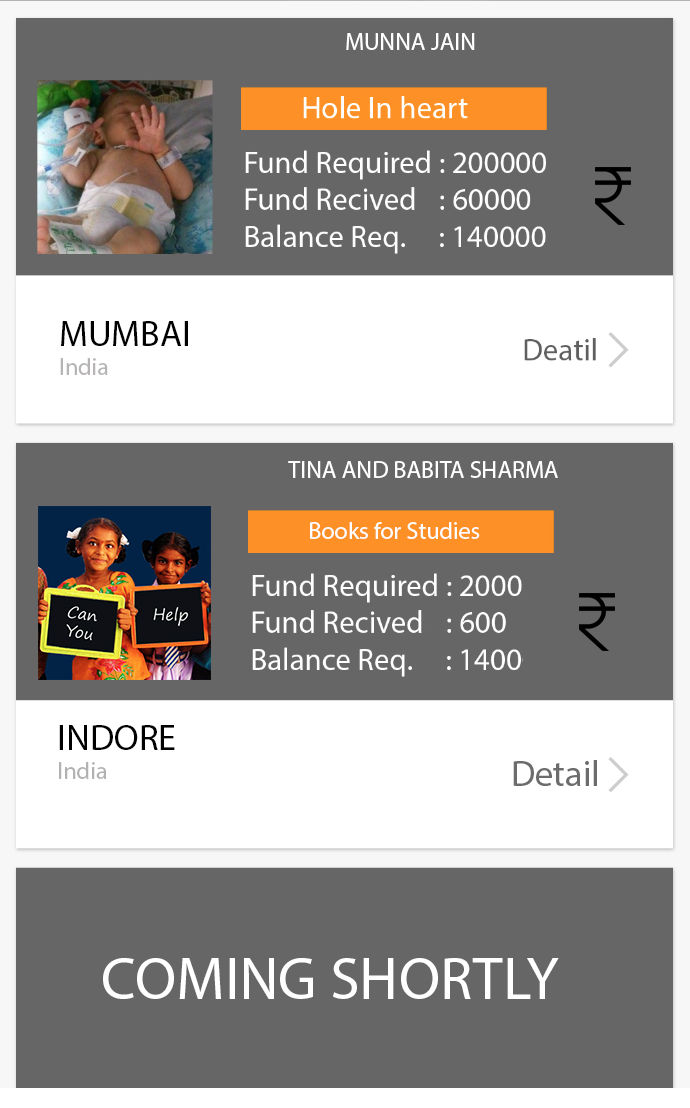 MUNNA JAIN
Hole In heart
Fund Required : 200000
Fund Recived : 60000
Balance Req. : 140000
₹
MUMBAI
India
Deatil
TINA AND BABITA SHARMA
Books for Studies
Can You
Help
Fund Required : 2000
Fund Recived : 600
Balance Req. : 1400
₹
INDORE
India
Detail
COMING SHORTLY